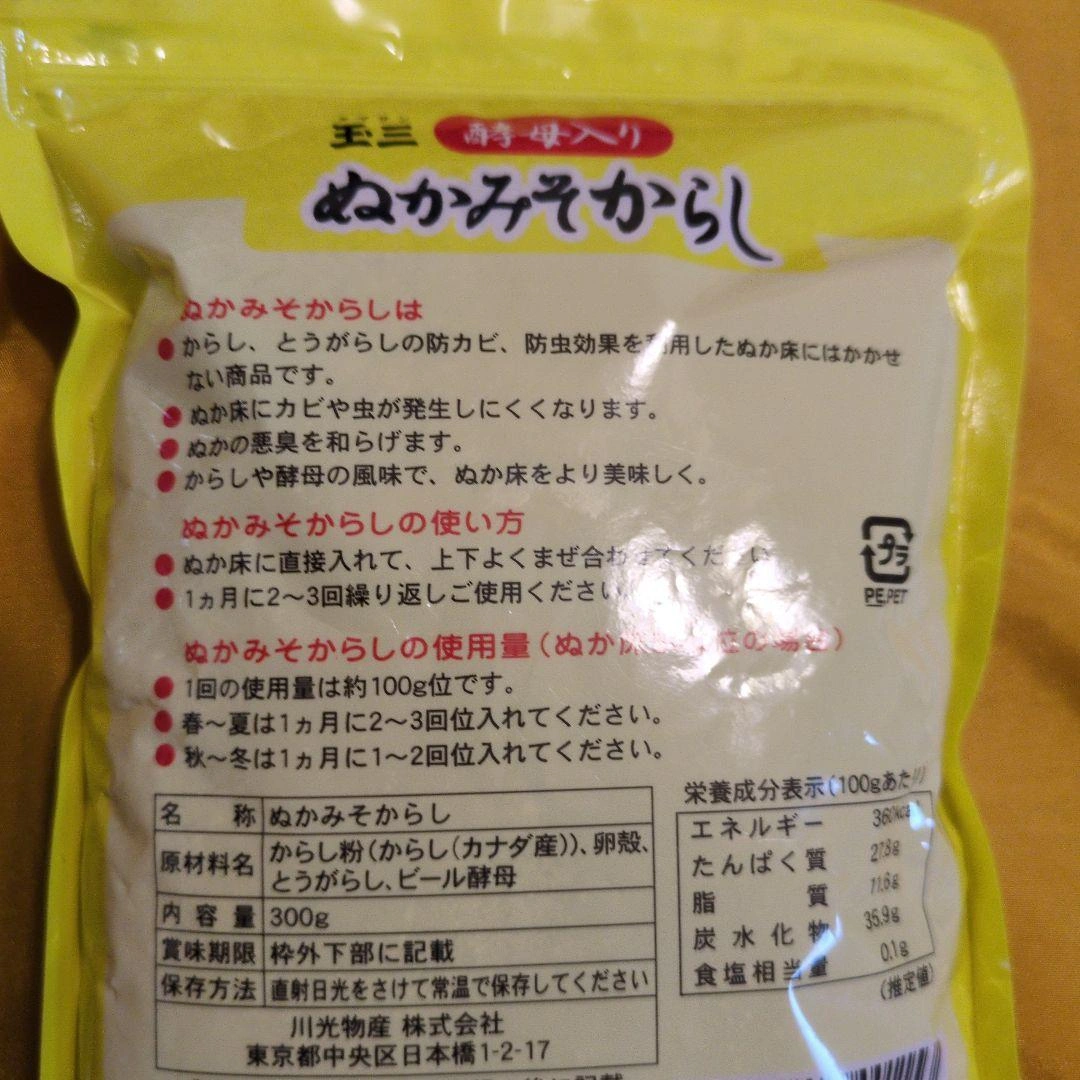 タマサン
玉三 酵母入り
ぬかみそからし
ぬかみそからしは
●からし、とうがらしの防カビ、防虫効果を利用したぬか床にはかかせ
ない商品です。
●ぬか床にカビや虫が発生しにくくなります。
●ぬかの悪臭を和らげます。
●からしや酵母の風味で、ぬか床をより美味しく。
ぬかみそからしの使い方
●ぬか床に直接入れて、上下よくまぜ合わせてください
●1ヵ月に2〜3回繰り返しご使用ください
ぬかみそからしの使用量(ぬか床 の場合)
●1回の使用量は約100g位です。
●春〜夏は1ヵ月に2〜3回位入れてください。
●秋〜冬は1ヵ月に1〜2回位入れてください。
プラ
PE,PET
名 称 ぬかみそからし
原材料名 からし粉(からし(カナダ産))、卵殻、
とうがらし、ビール酵母
内容量 300g
賞味期限 枠外下部に記載
保存方法 直射日光をさけて常温で保存してください
川光物産 株式会社
東京都中央区日本橋1-2-17
栄養成分表示(100gあたり)
エネルギー 360kcal
たんぱく質 27.8g
脂 質 11.6g
炭水化物 35.9g
食塩相当量 0.1g
(推定値)